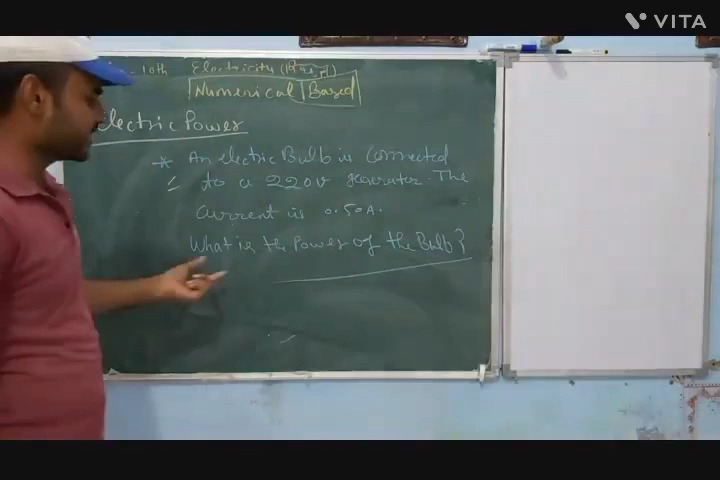 VITA
10th Electricity (विद्युत)
Numerical Based
Electric Power
* An electric Bulb is Connected
to a 220V generator. The
Current is 0.50A.
What is the Power of the Bulb?